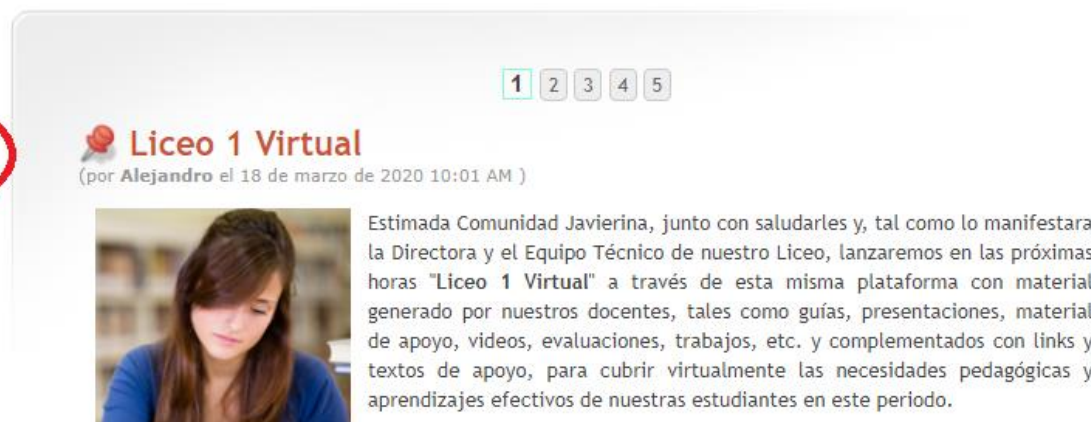 1 2 3 4 5
Liceo 1 Virtual
(por Alejandro el 18 de marzo de 2020 10:01 AM )
Estimada Comunidad Javierina, junto con saludarles y, tal como lo manifestara
la Directora y el Equipo Técnico de nuestro Liceo, lanzaremos en las próximas
horas "Liceo 1 Virtual" a través de esta misma plataforma con material
generado por nuestros docentes, tales como guías, presentaciones, material
de apoyo, videos, evaluaciones, trabajos, etc. y complementados con links y
textos de apoyo, para cubrir virtualmente las necesidades pedagógicas y
aprendizajes efectivos de nuestras estudiantes en este periodo.